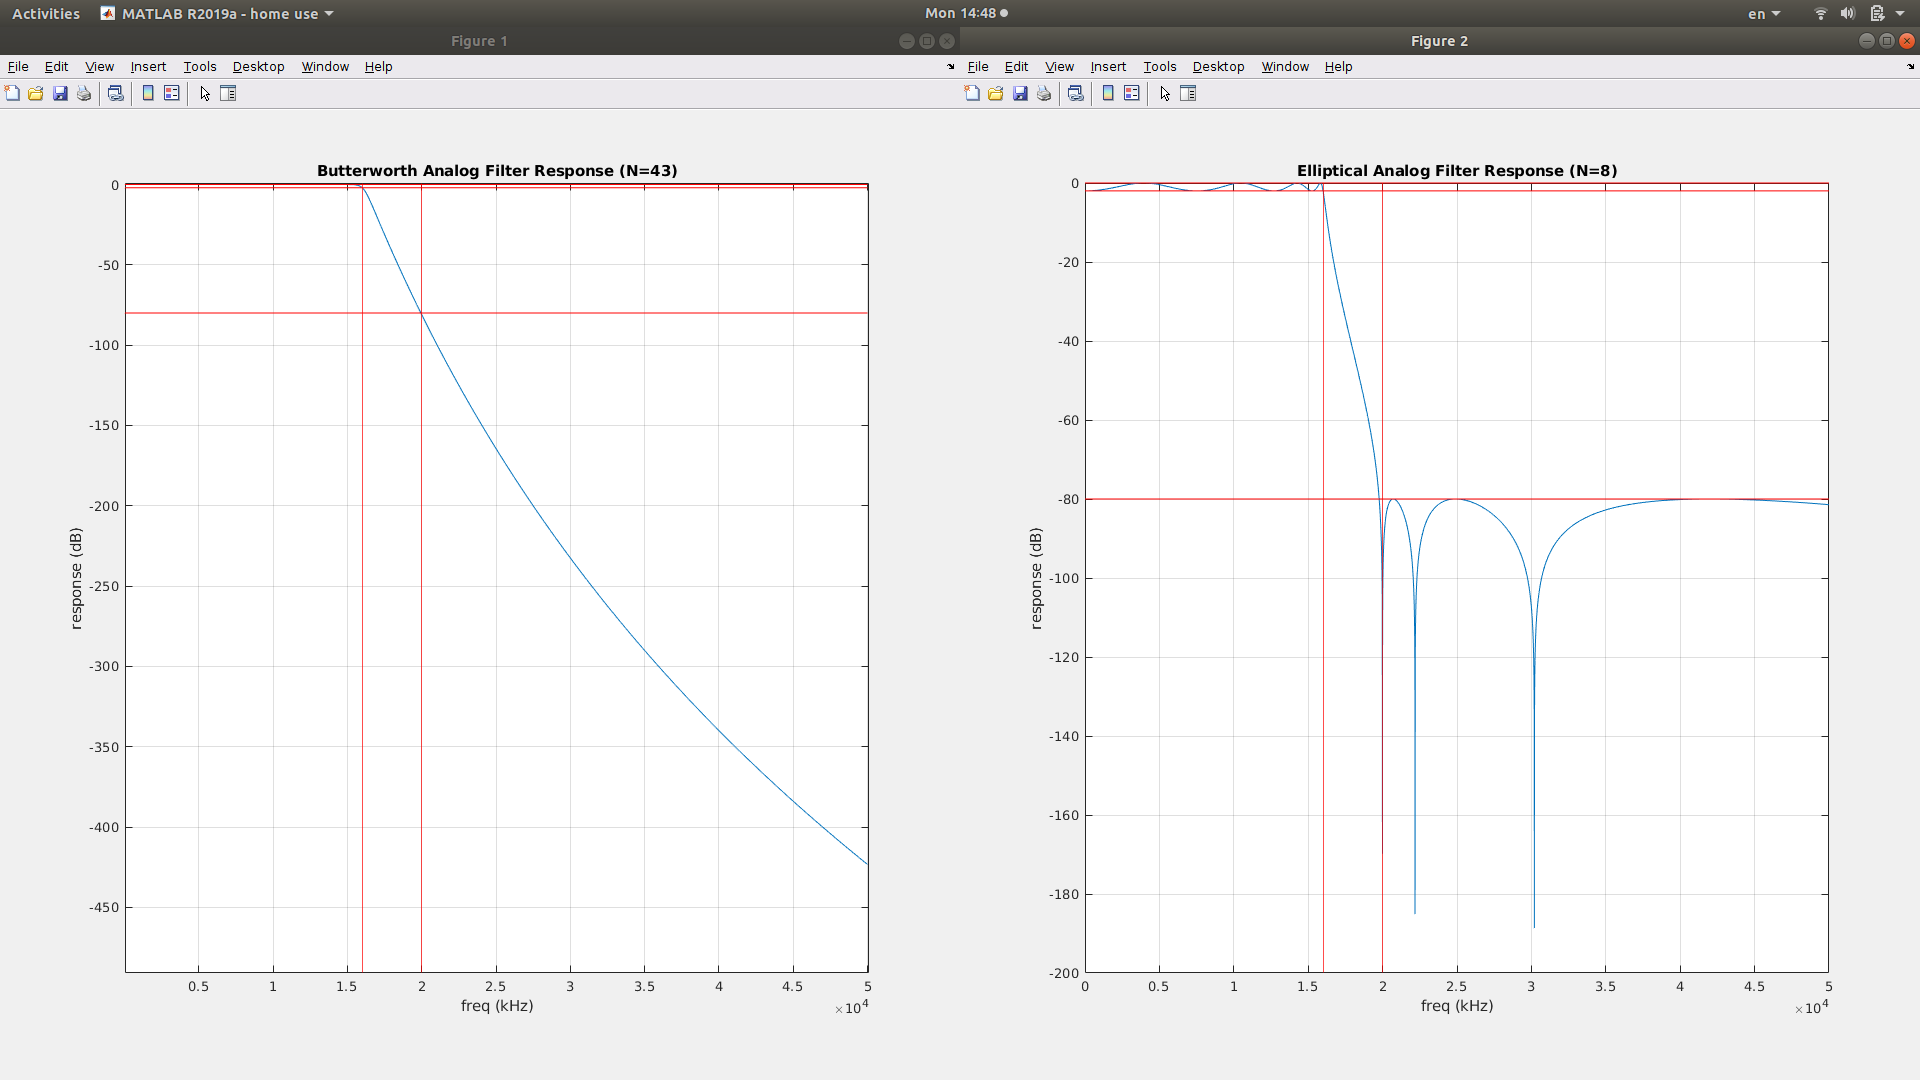 Activities MATLAB R2019a - home use Mon 14:48 en
Figure 1
File Edit View Insert Tools Desktop Window Help
Butterworth Analog Filter Response (N=43)
0
-50
-100
-150
-200
-250
-300
-350
-400
-450
response (dB)
0.5 1 1.5 2 2.5 3 3.5 4 4.5 5
freq (kHz)
×10^4
Figure 2
File Edit View Insert Tools Desktop Window Help
Elliptical Analog Filter Response (N=8)
0
-20
-40
-60
-80
-100
-120
-140
-160
-180
-200
response (dB)
0 0.5 1 1.5 2 2.5 3 3.5 4 4.5 5
freq (kHz)
×10^4